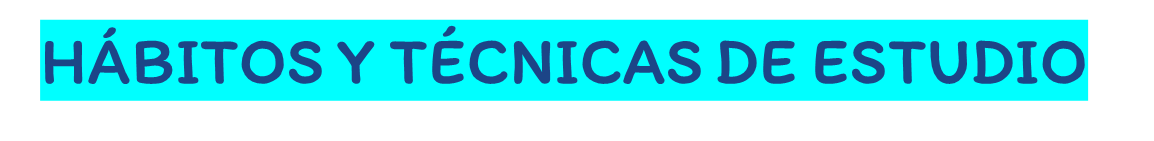 HÁBITOS Y TÉCNICAS DE ESTUDIO